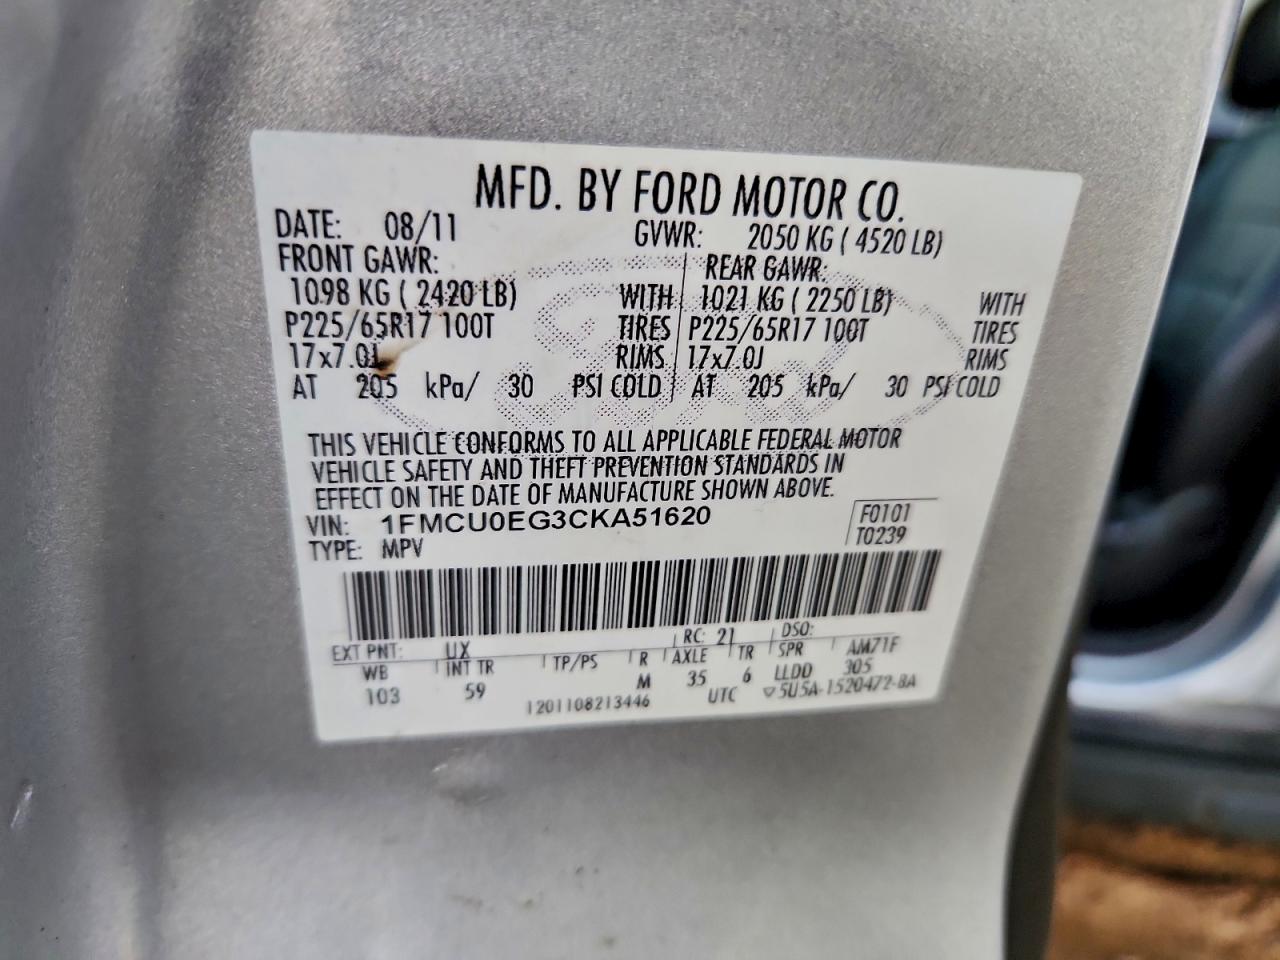 MFD. BY FORD MOTOR CO.
DATE: 08/11 GVWR: 2050 KG ( 4520 LB)
FRONT GAWR: REAR GAWR:
1098 KG ( 2420 LB) WITH 1021 KG ( 2250 LB) WITH
P225/65R17 100T TIRES P225/65R17 100T TIRES
17x7.0J RIMS 17x7.0J RIMS
AT 205 kPa/ 30 PSI COLD AT 205 kPa/ 30 PSI COLD
THIS VEHICLE CONFORMS TO ALL APPLICABLE FEDERAL MOTOR
VEHICLE SAFETY AND THEFT PREVENTION STANDARDS IN
EFFECT ON THE DATE OF MANUFACTURE SHOWN ABOVE.
VIN: 1FMCU0EG3CKA51620 F0101
TYPE: MPV T0239
EXT PNT: UX RC: 21 DSO:
WB INT TR TP/PS R AXLE TR SPR AM71F
103 59 M 35 6 LLDD 305
1201108213446 UTC ▽5U5A-1520472-BA